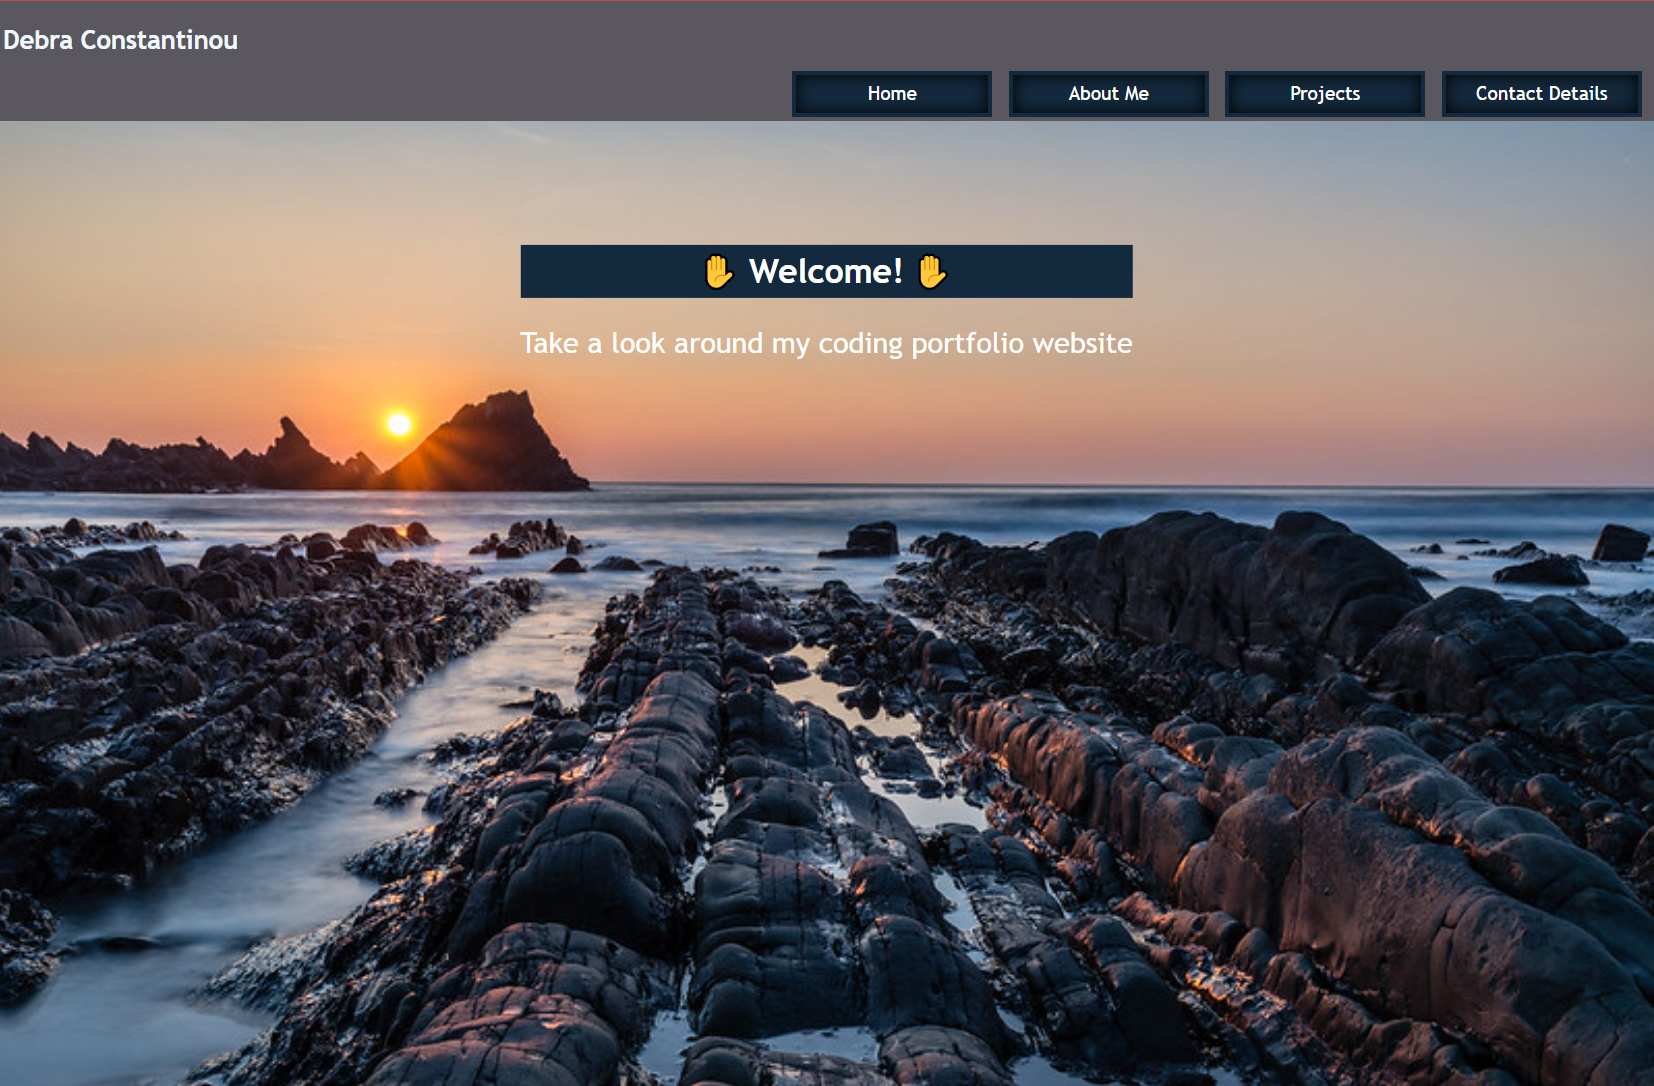 Debra Constantinou
Home About Me Projects Contact Details
✋ Welcome! ✋
Take a look around my coding portfolio website